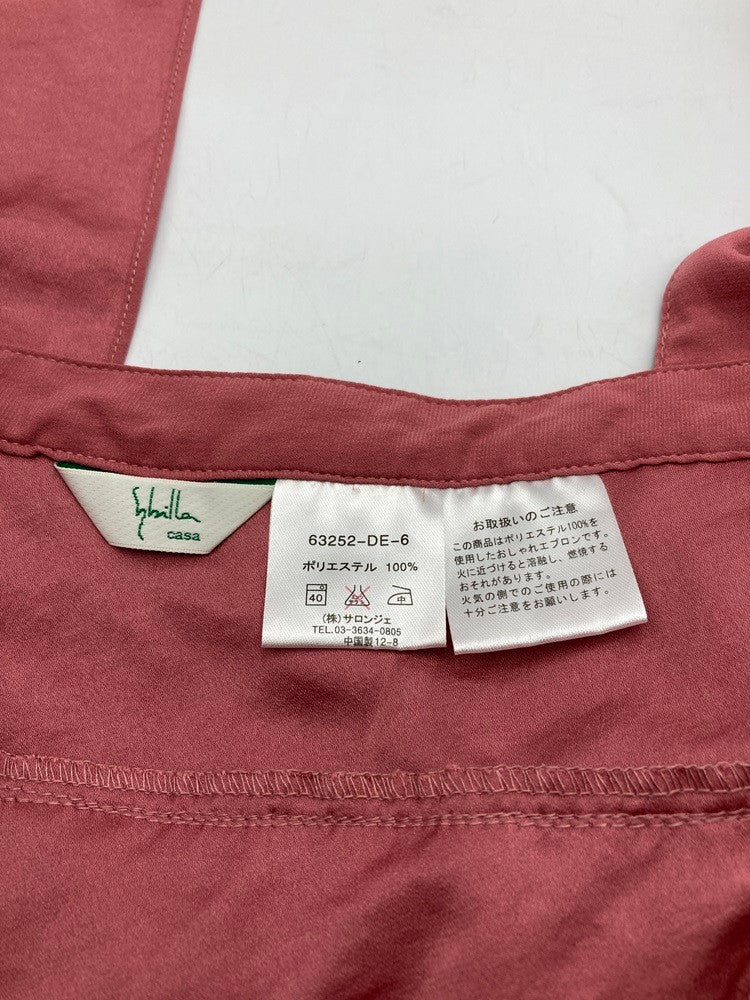 Sybilla
casa
63252-DE-6
ポリエステル 100%
40 中
(株)サロンジェ
TEL.03-3634-0805
中国製12-8
お取扱いのご注意
この商品はポリエステル100%を
使用したおしゃれエプロンです。
火に近づけると溶融し、燃焼する
おそれがあります。
火気の側でのご使用の際には
十分ご注意をお願いします。